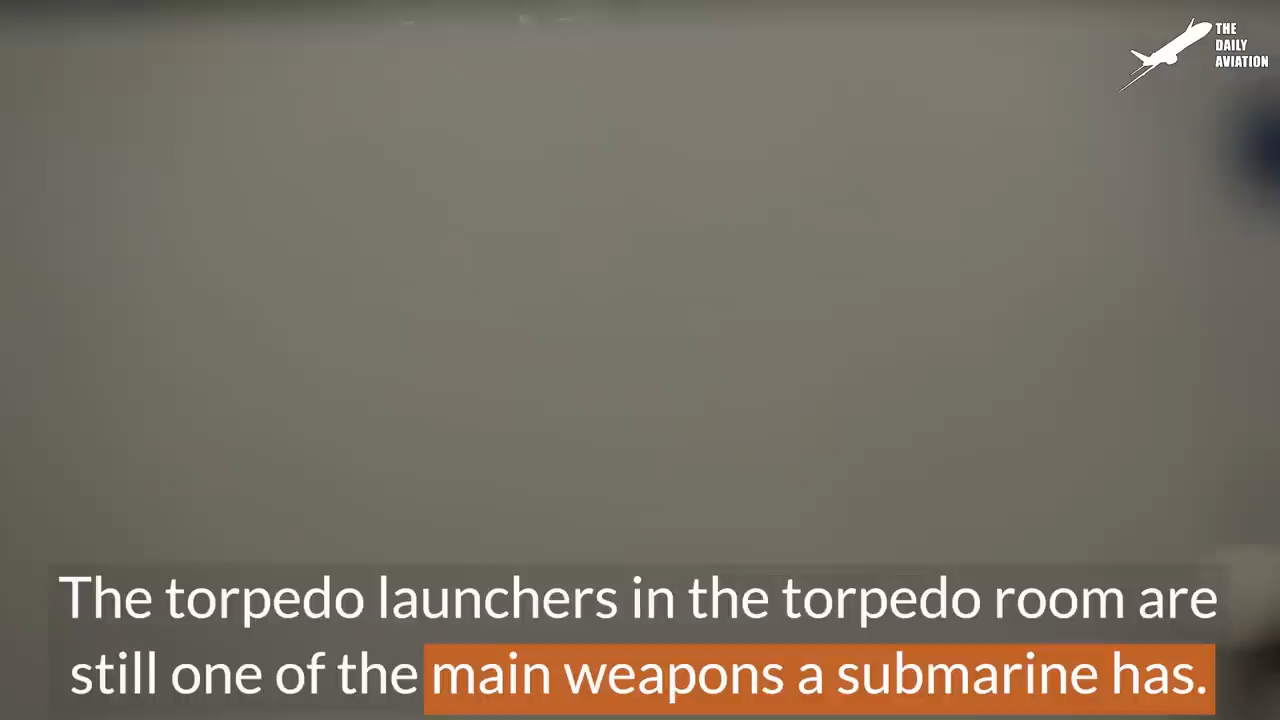 THE
DAILY
AVIATION
The torpedo launchers in the torpedo room are
still one of the main weapons a submarine has.